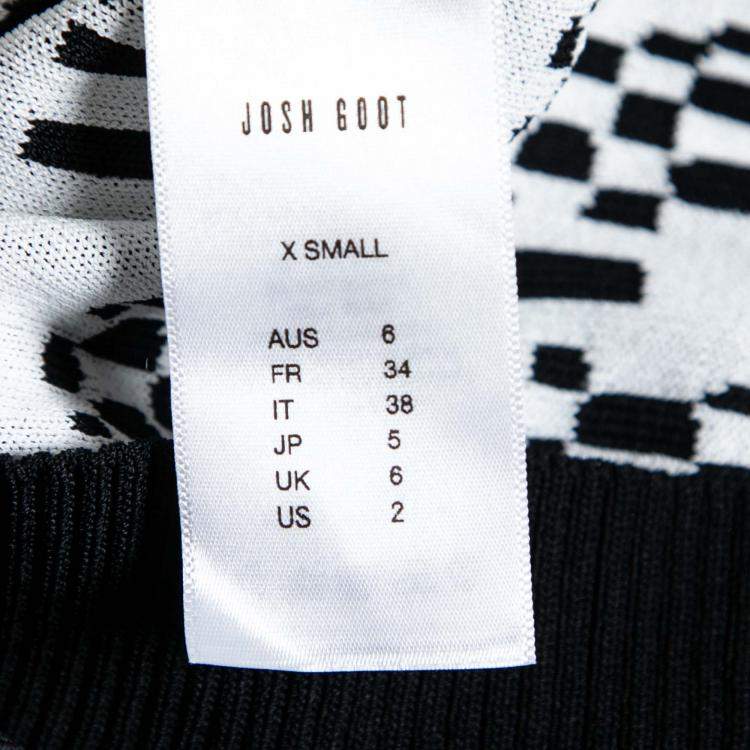 JOSH GOOT
X SMALL
AUS 6
FR 34
IT 38
JP 5
UK 6
US 2